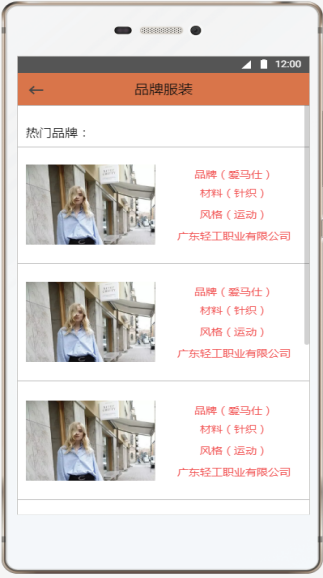 12:00
品牌服装
热门品牌：
品牌（爱马仕）
材料（针织）
风格（运动）
广东轻工职业有限公司
品牌（爱马仕）
材料（针织）
风格（运动）
广东轻工职业有限公司
品牌（爱马仕）
材料（针织）
风格（运动）
广东轻工职业有限公司